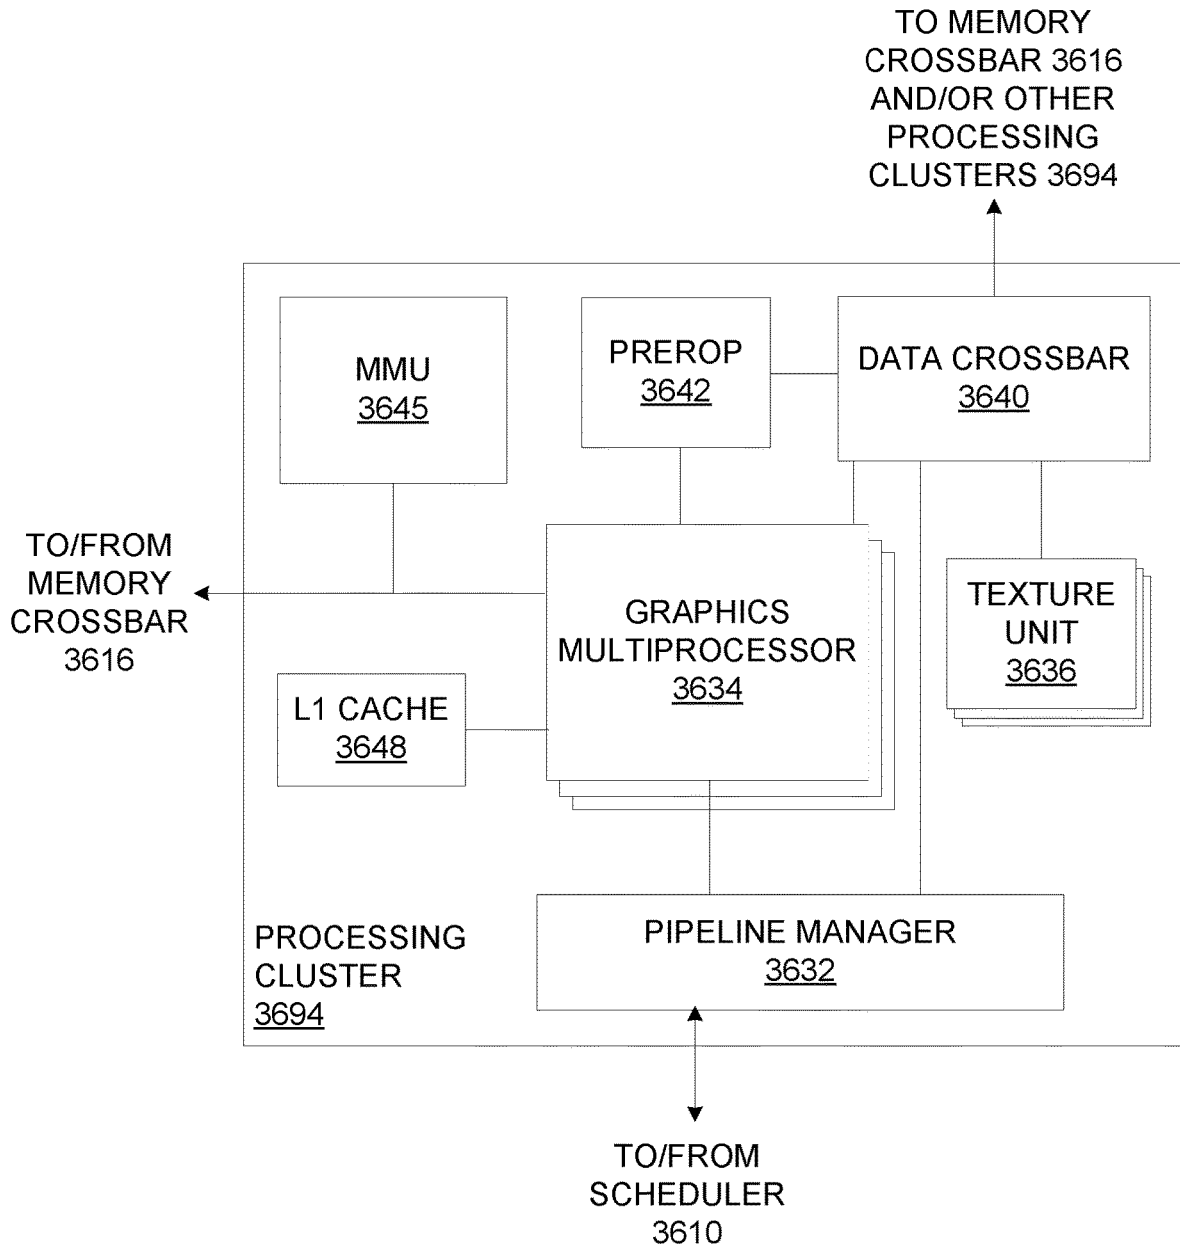 TO MEMORY
CROSSBAR 3616
AND/OR OTHER
PROCESSING
CLUSTERS 3694
MMU
3645
PREROP
3642
DATA CROSSBAR
3640
TO/FROM
MEMORY
CROSSBAR
3616
GRAPHICS
MULTIPROCESSOR
3634
TEXTURE
UNIT
3636
L1 CACHE
3648
PROCESSING
CLUSTER
3694
PIPELINE MANAGER
3632
TO/FROM
SCHEDULER
3610